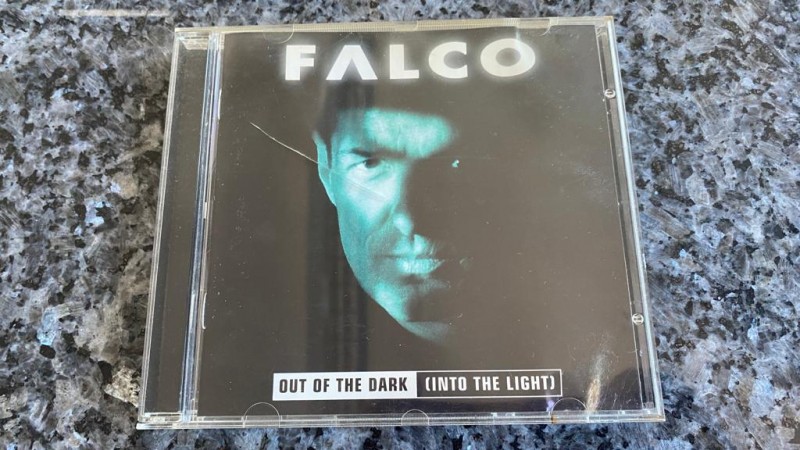 FALCO
OUT OF THE DARK (INTO THE LIGHT)